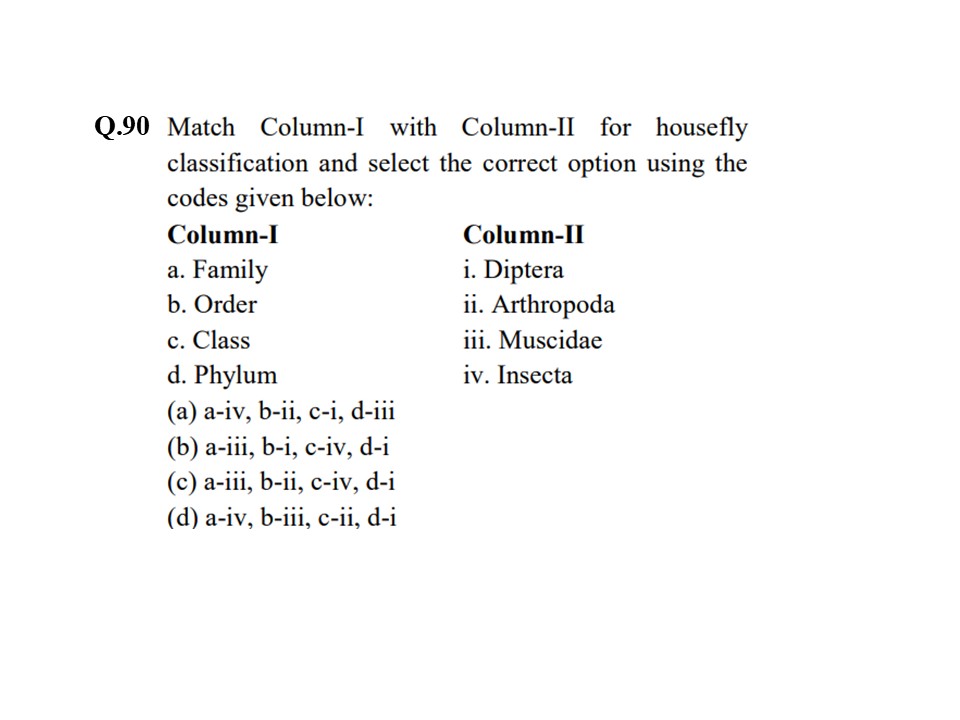 Q.90 Match Column-I with Column-II for housefly
classification and select the correct option using the
codes given below:
Column-I Column-II
a. Family i. Diptera
b. Order ii. Arthropoda
c. Class iii. Muscidae
d. Phylum iv. Insecta
(a) a-iv, b-ii, c-i, d-iii
(b) a-iii, b-i, c-iv, d-i
(c) a-iii, b-ii, c-iv, d-i
(d) a-iv, b-iii, c-ii, d-i